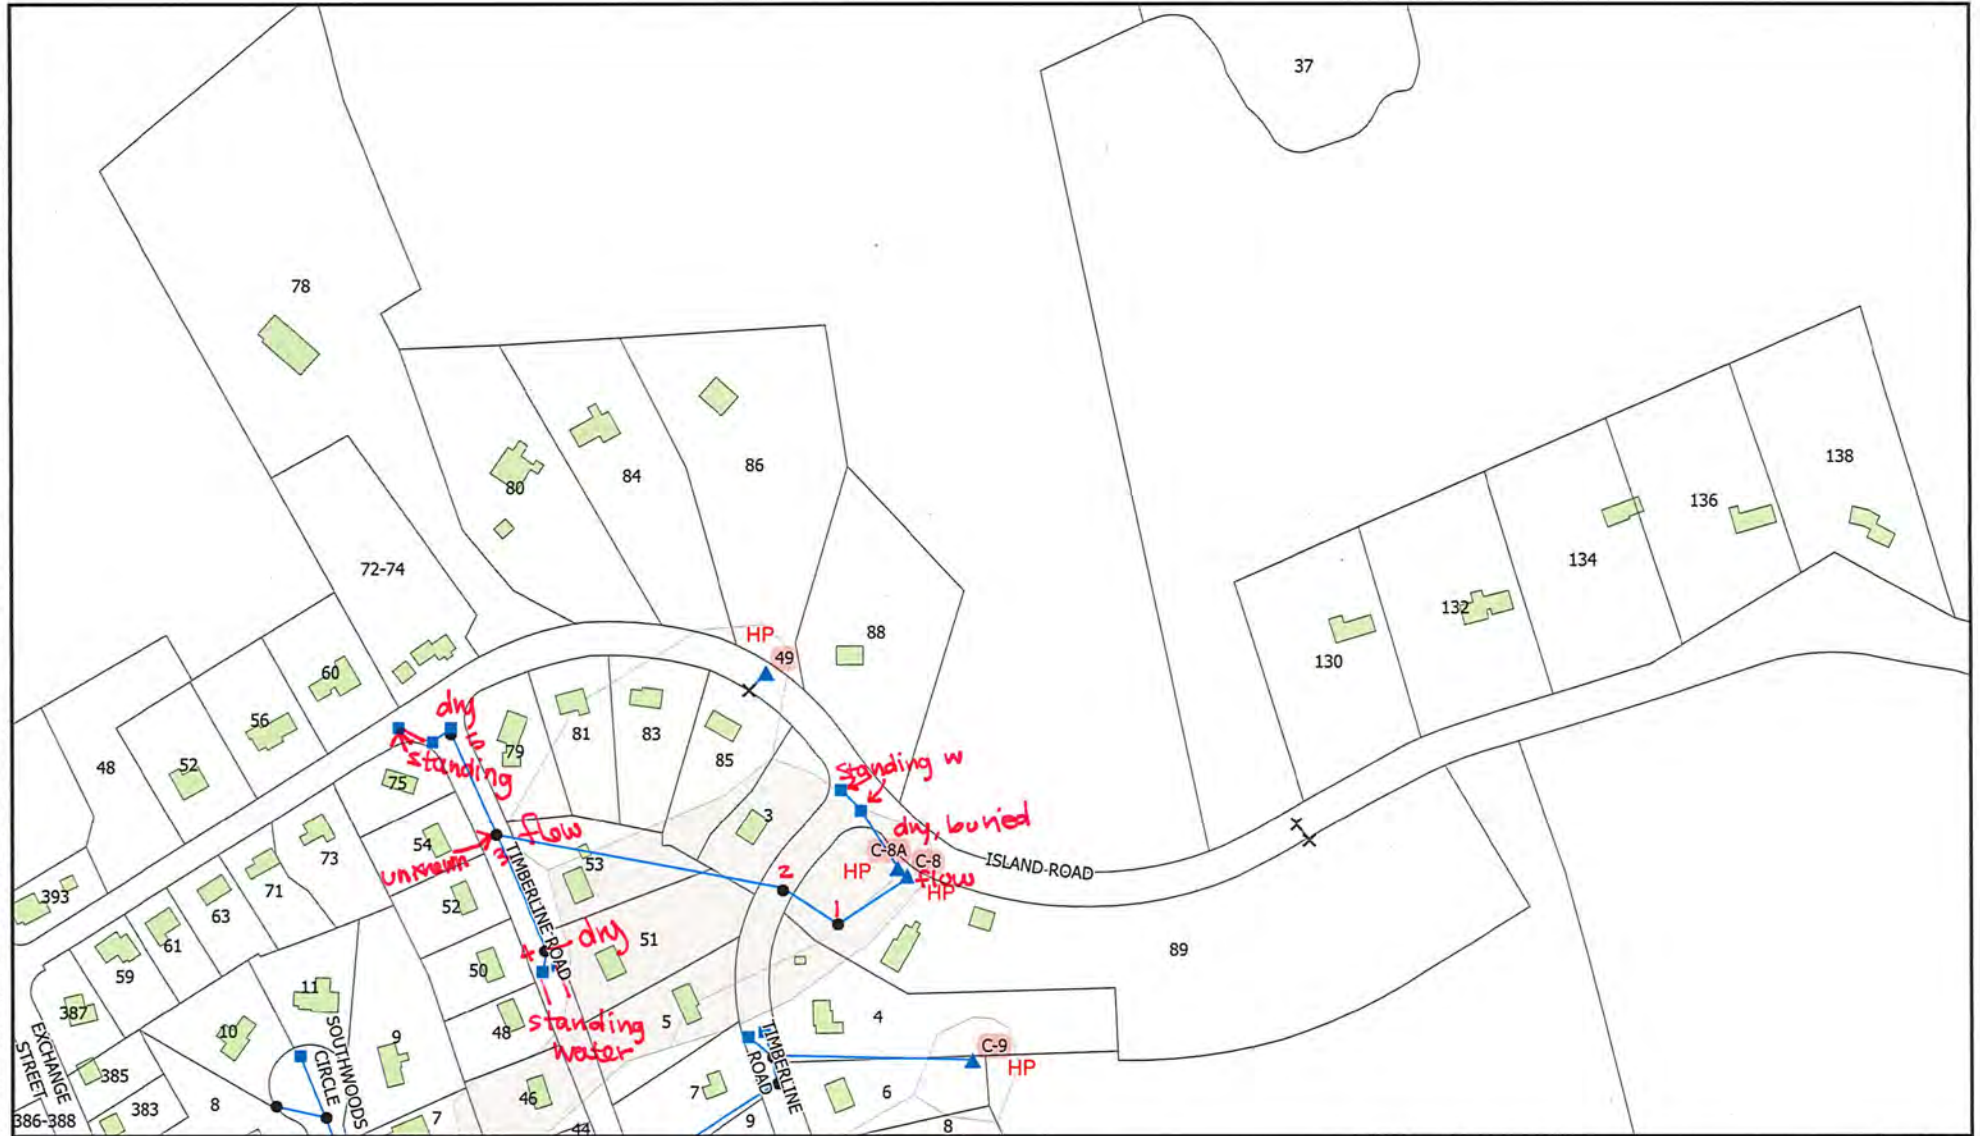 37
78
138
86
136
84
80
134
72-74
132
HP
88
49
60
130
dry
56
5
81
83
79
standing
85
standing w
52
48
75
3
dry, buried
flow
54
C-8A
C-8
ISLAND ROAD
73
unknown
3
53
2
HP
flow
HP
71
393
52
63
1
TIMBERLINE ROAD
61
51
dry
89
4
59
50
11
387
standing
water
48
5
4
10
9
SOUTHWOODS
CIRCLE
TIMBERLINE
ROAD
C-9
HP
EXCHANGE
STREET
385
7
6
46
383
8
386-388
7
44
9
8